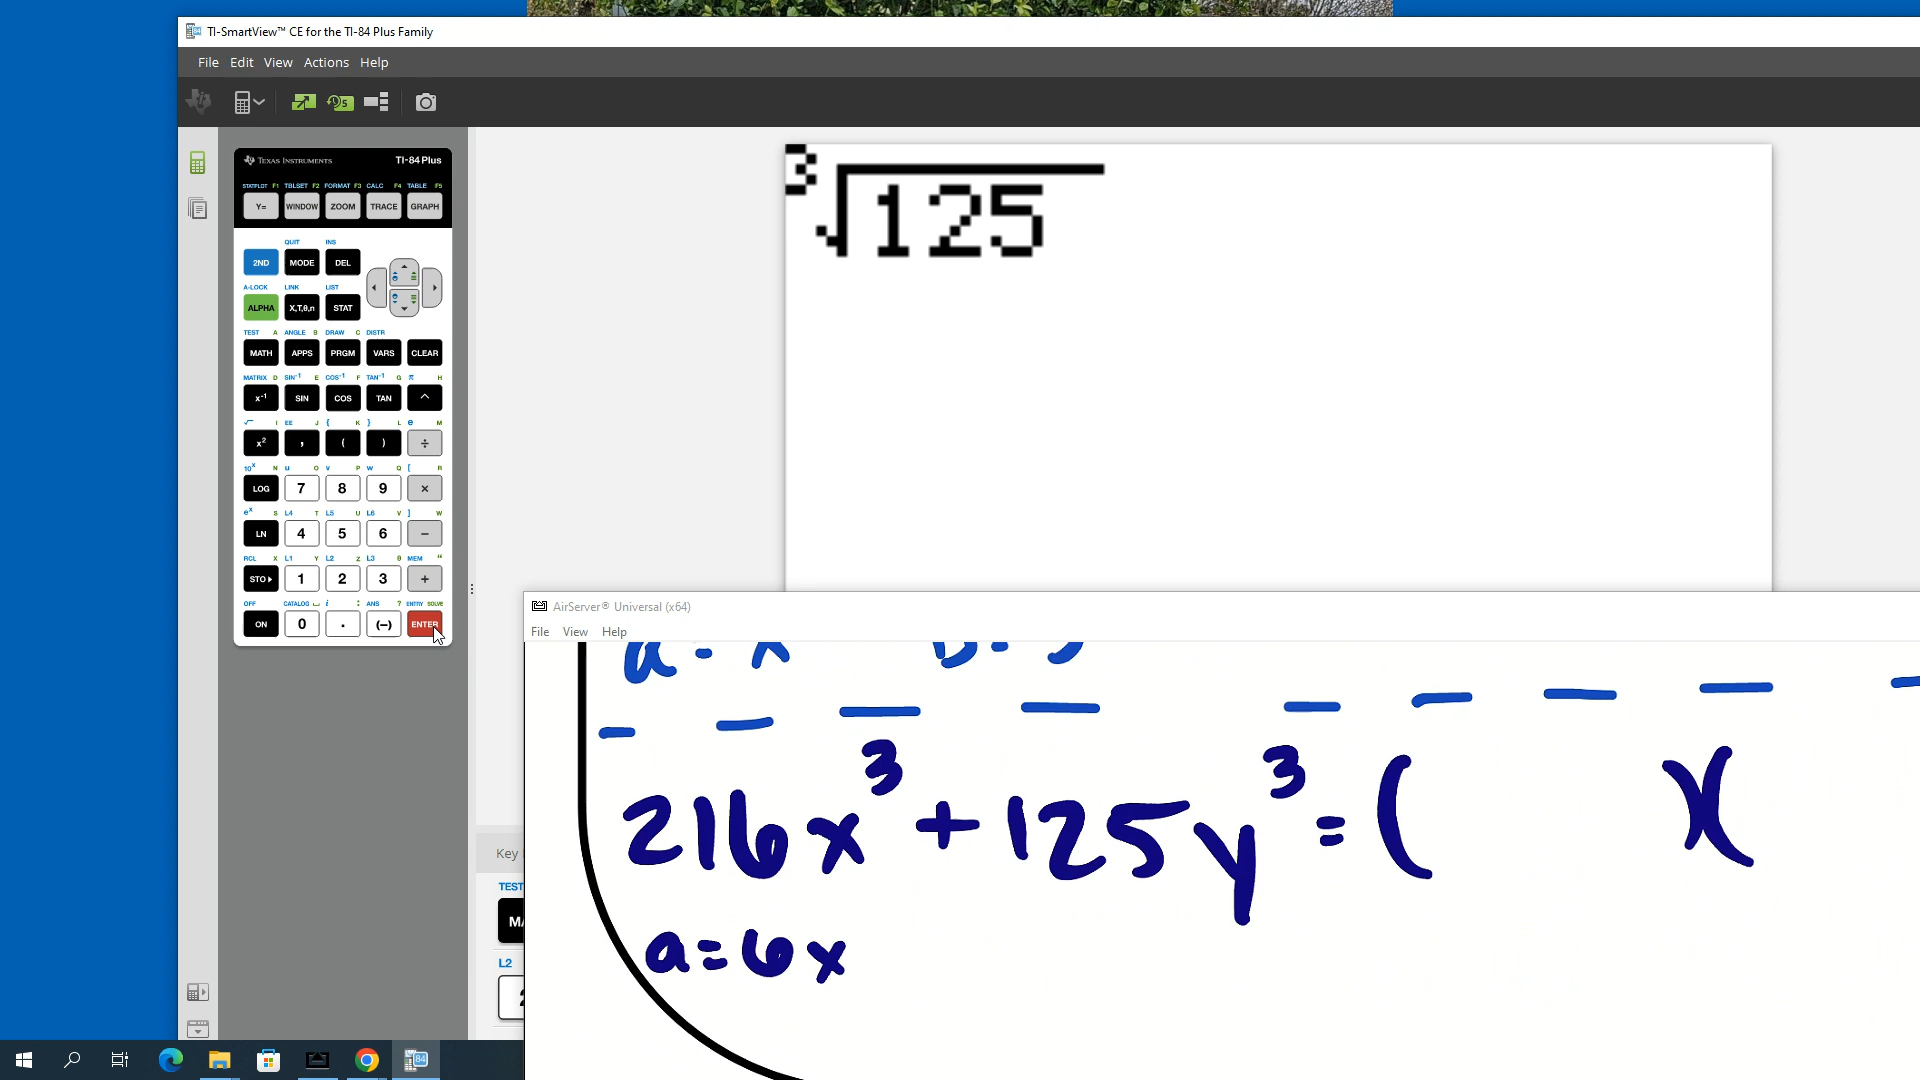 TI-SmartView™ CE for the TI-84 Plus Family
File Edit View Actions Help
5
TEXAS INSTRUMENTS TI-84 Plus
STATPLOT F1 TBLSET F2 FORMAT F3 CALC F4 TABLE F5
Y= WINDOW ZOOM TRACE GRAPH
QUIT INS
2ND MODE DEL
A-LOCK LINK LIST
ALPHA X,T,θ,n STAT
TEST A ANGLE B DRAW C DISTR
MATH APPS PRGM VARS CLEAR
MATRIX D SIN⁻¹ E COS⁻¹ F TAN⁻¹ G π H
x⁻¹ SIN COS TAN ^
√ I EE J { K } L e M
x² , ( ) ÷
10ˣ N u O v P w Q [ R
LOG 7 8 9 ×
eˣ S L4 T L5 U L6 V ] W
LN 4 5 6 −
RCL X L1 Y L2 Z L3 θ MEM "
STO▸ 1 2 3 +
OFF CATALOG ⎵ i : ANS ? ENTRY SOLVE
ON 0 . (−) ENTER
³√125
Key
TEST
MA
L2
2
AirServer® Universal (x64)
File View Help
216x³ + 125y³ = ( )(
a = 6x
84